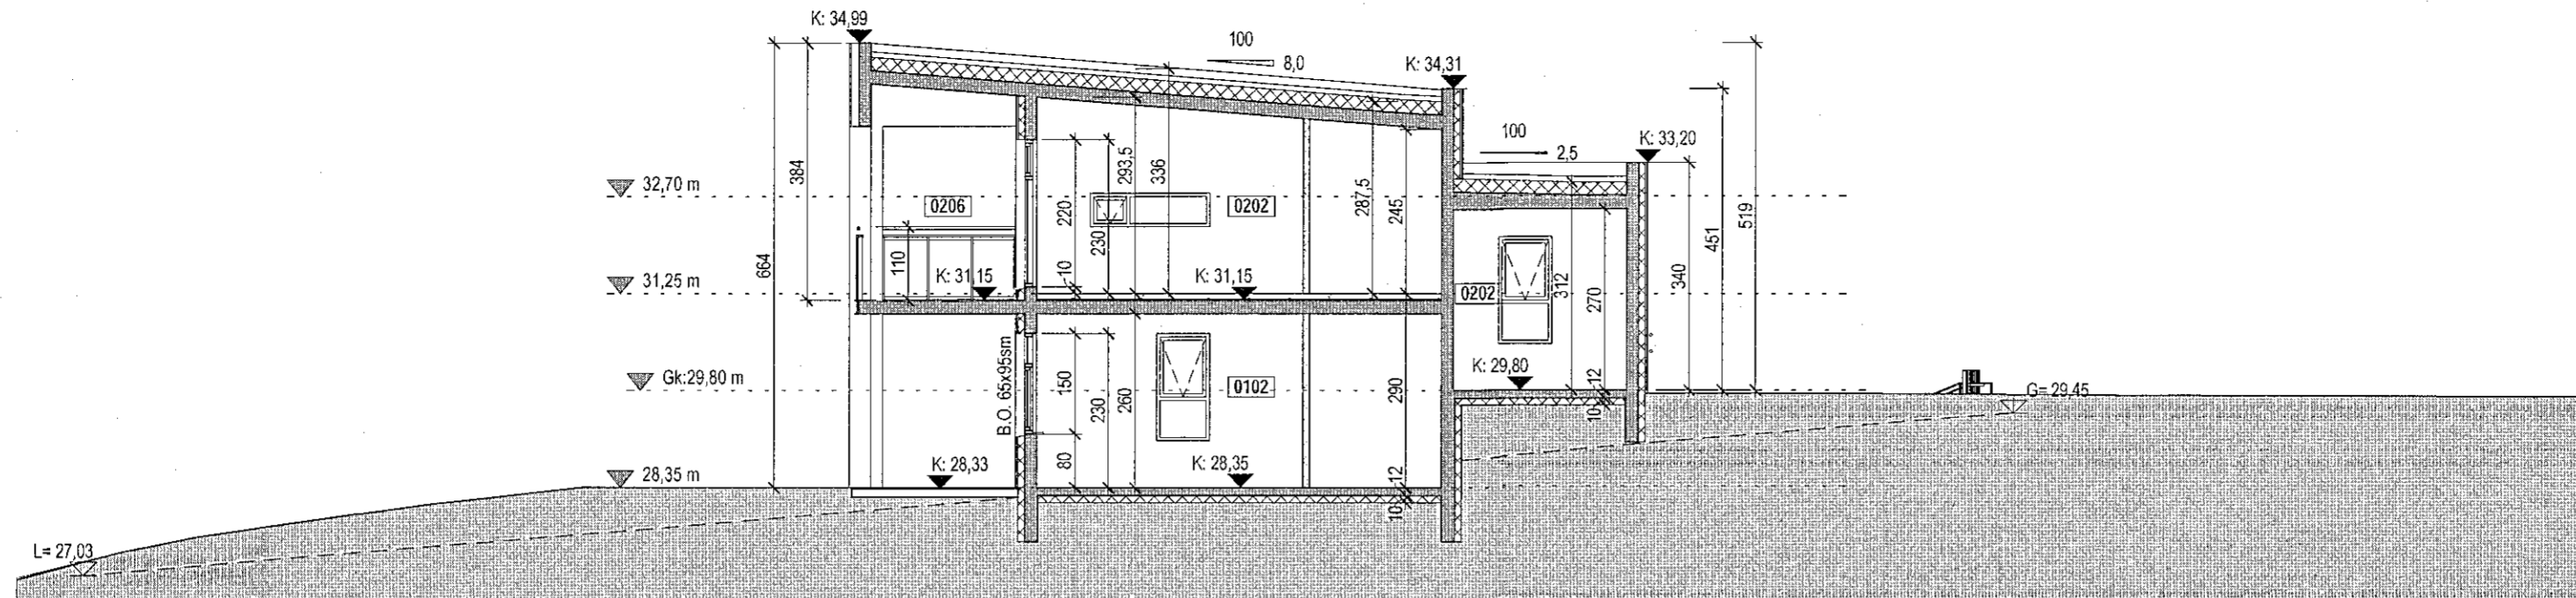 K: 34,99
100
8,0
K: 34,31
100
2,5
K: 33,20
384
664
32,70 m
0206
110
220
230
10
293,5
336
0202
287,5
245
312
270
340
451
519
31,25 m
K: 31,15
K: 31,15
0202
Gk:29,80 m
B.O. 65x95sm
150
230
260
80
0102
290
K: 29,80
12
10
G= 29,45
28,35 m
K: 28,33
K: 28,35
12
10
L= 27,03